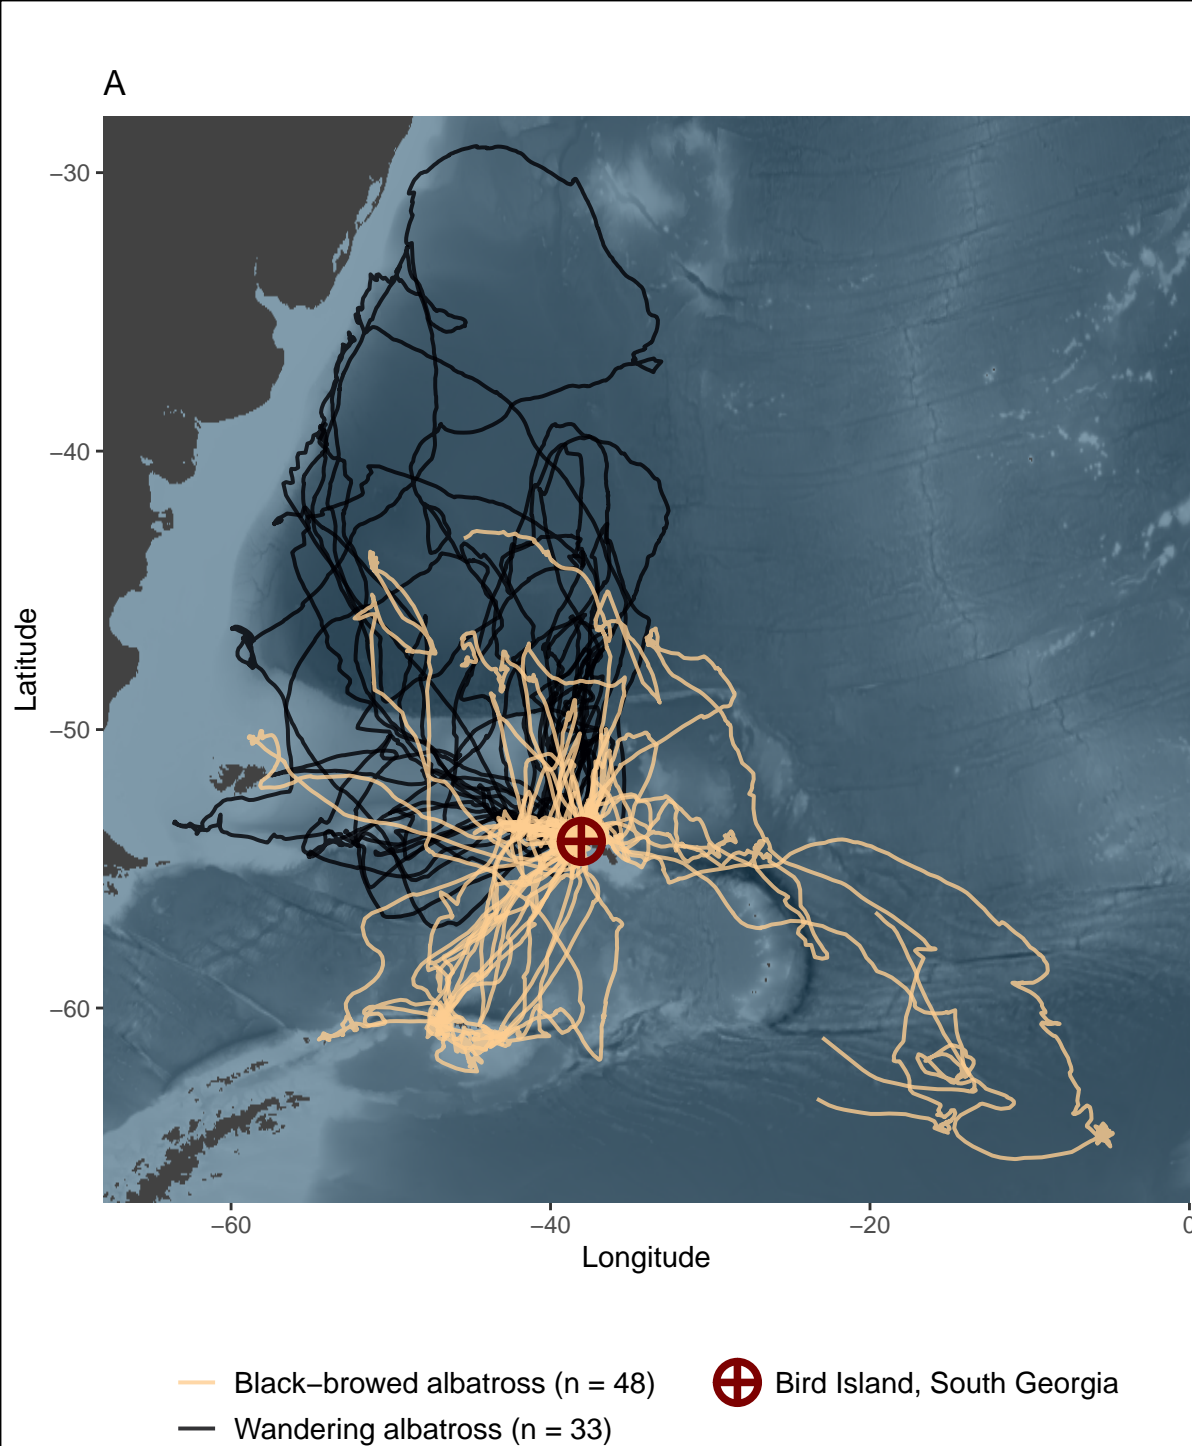 A
−30
−40
−50
−60
Latitude
−60 −40 −20 0
Longitude
Black−browed albatross (n = 48)
Wandering albatross (n = 33)
Bird Island, South Georgia